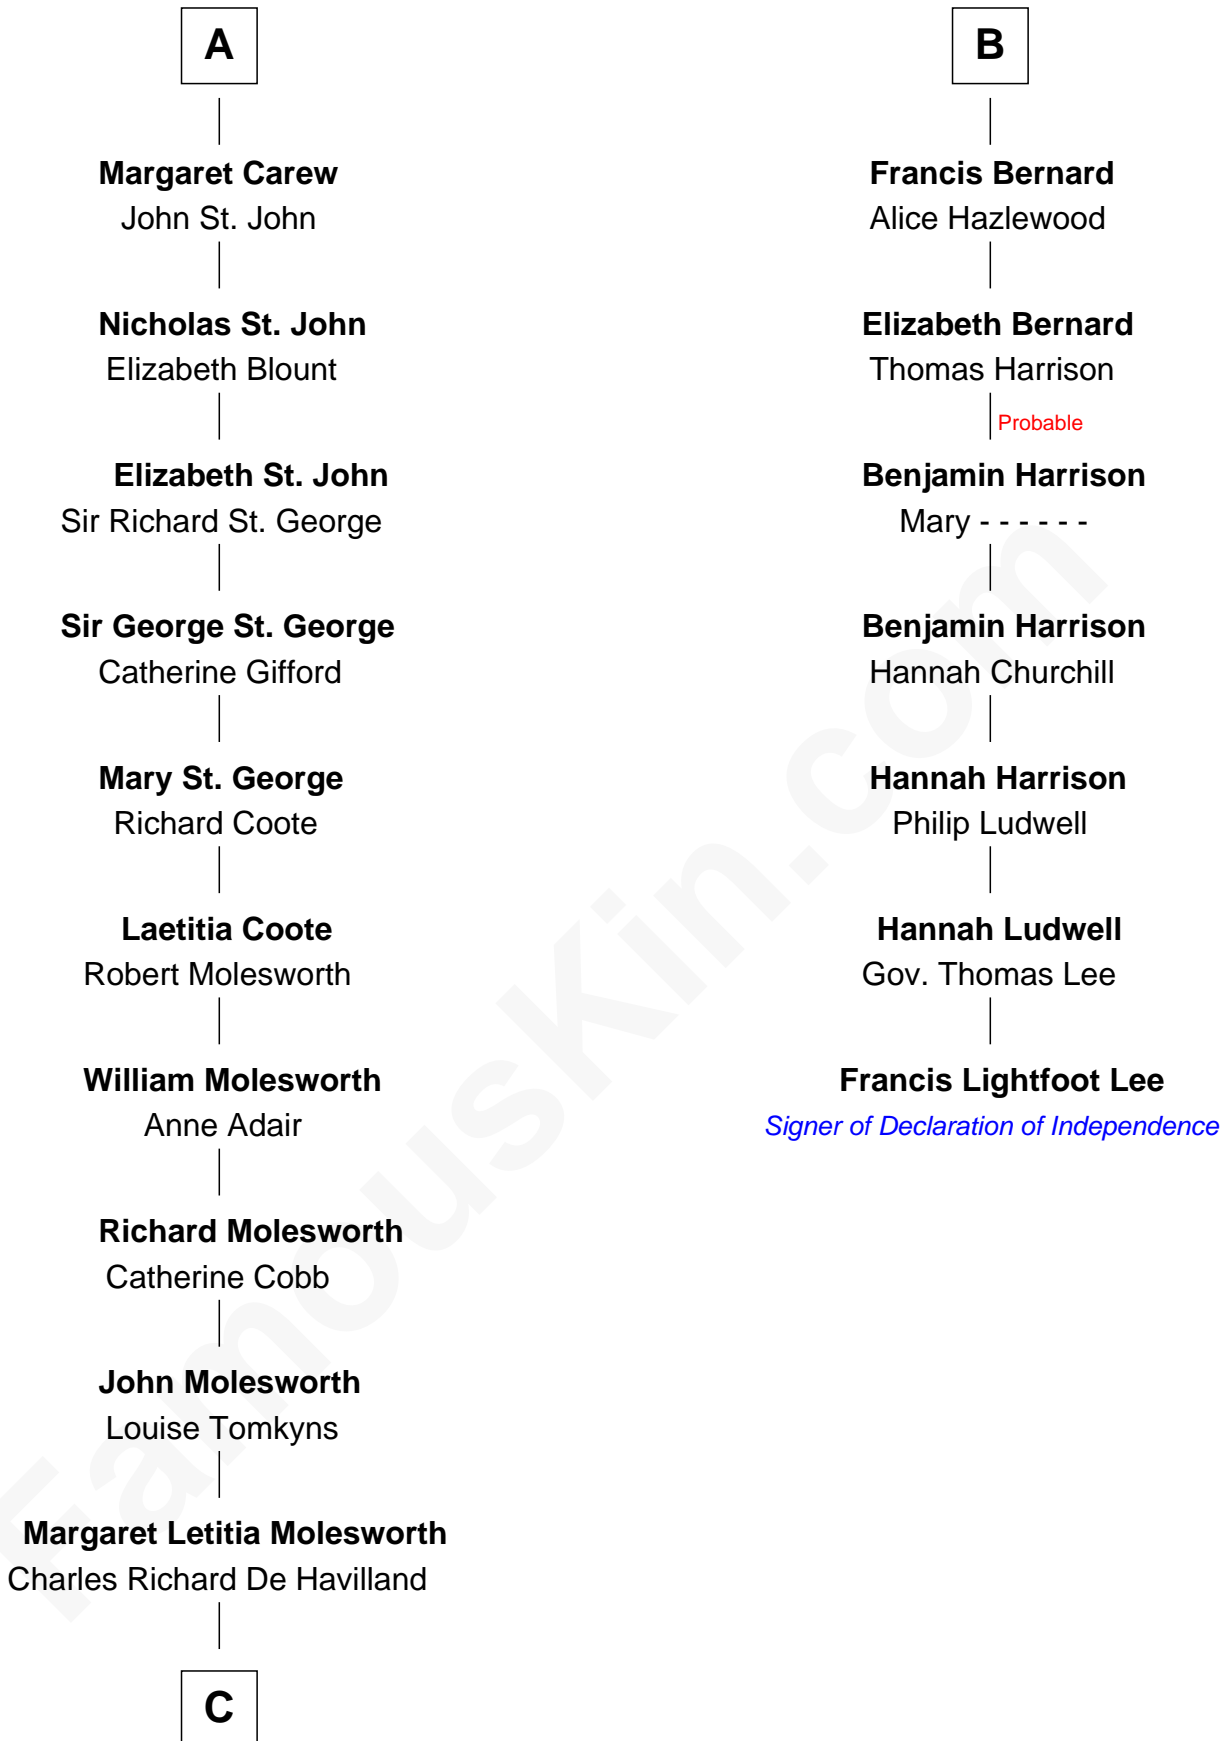 A
Margaret Carew
John St. John
Nicholas St. John
Elizabeth Blount
Elizabeth St. John
Sir Richard St. George
Sir George St. George
Catherine Gifford
Mary St. George
Richard Coote
Laetitia Coote
Robert Molesworth
William Molesworth
Anne Adair
Richard Molesworth
Catherine Cobb
John Molesworth
Louise Tomkyns
Margaret Letitia Molesworth
Charles Richard De Havilland
C
B
Francis Bernard
Alice Hazlewood
Elizabeth Bernard
Thomas Harrison
Probable
Benjamin Harrison
Mary - - - - - -
Benjamin Harrison
Hannah Churchill
Hannah Harrison
Philip Ludwell
Hannah Ludwell
Gov. Thomas Lee
Francis Lightfoot Lee
Signer of Declaration of Independence
FamousKin.com